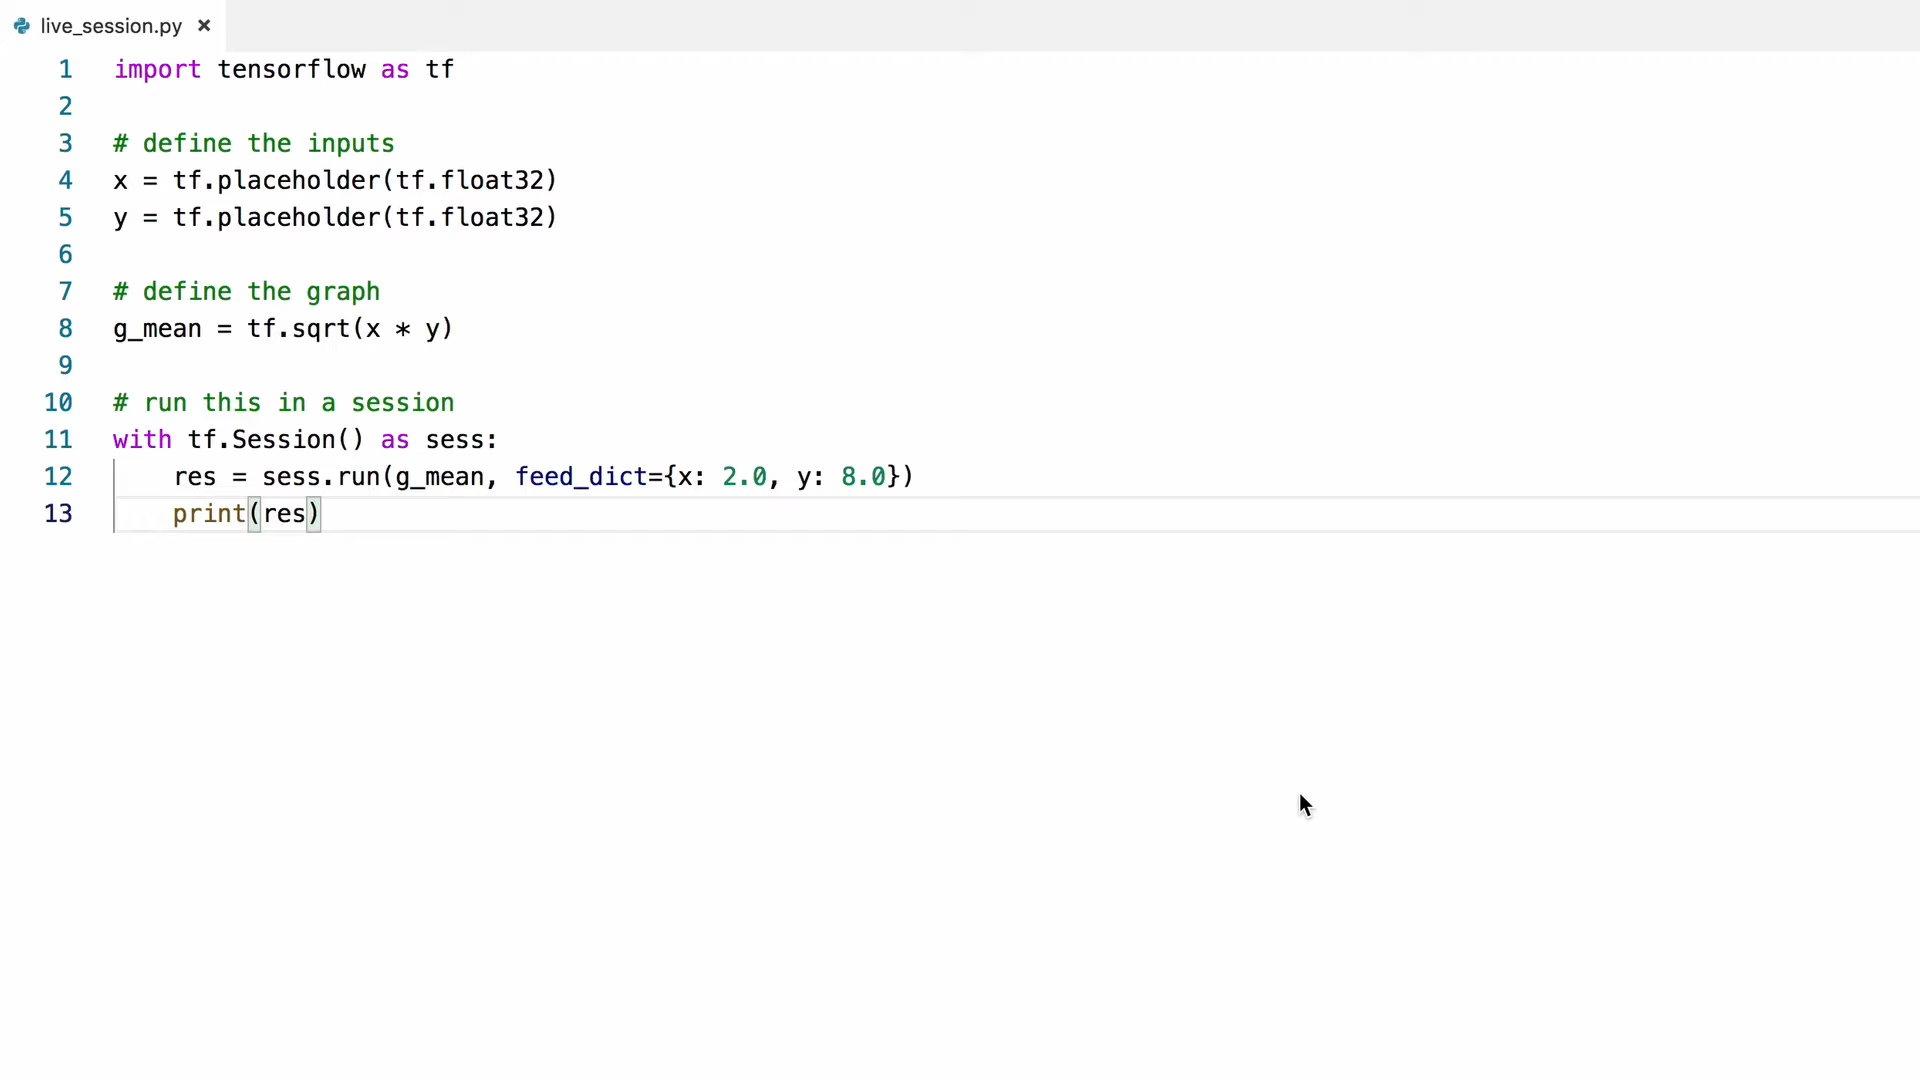 live_session.py ×
1 import tensorflow as tf
2
3 # define the inputs
4 x = tf.placeholder(tf.float32)
5 y = tf.placeholder(tf.float32)
6
7 # define the graph
8 g_mean = tf.sqrt(x * y)
9
10 # run this in a session
11 with tf.Session() as sess:
12     res = sess.run(g_mean, feed_dict={x: 2.0, y: 8.0})
13     print(res)